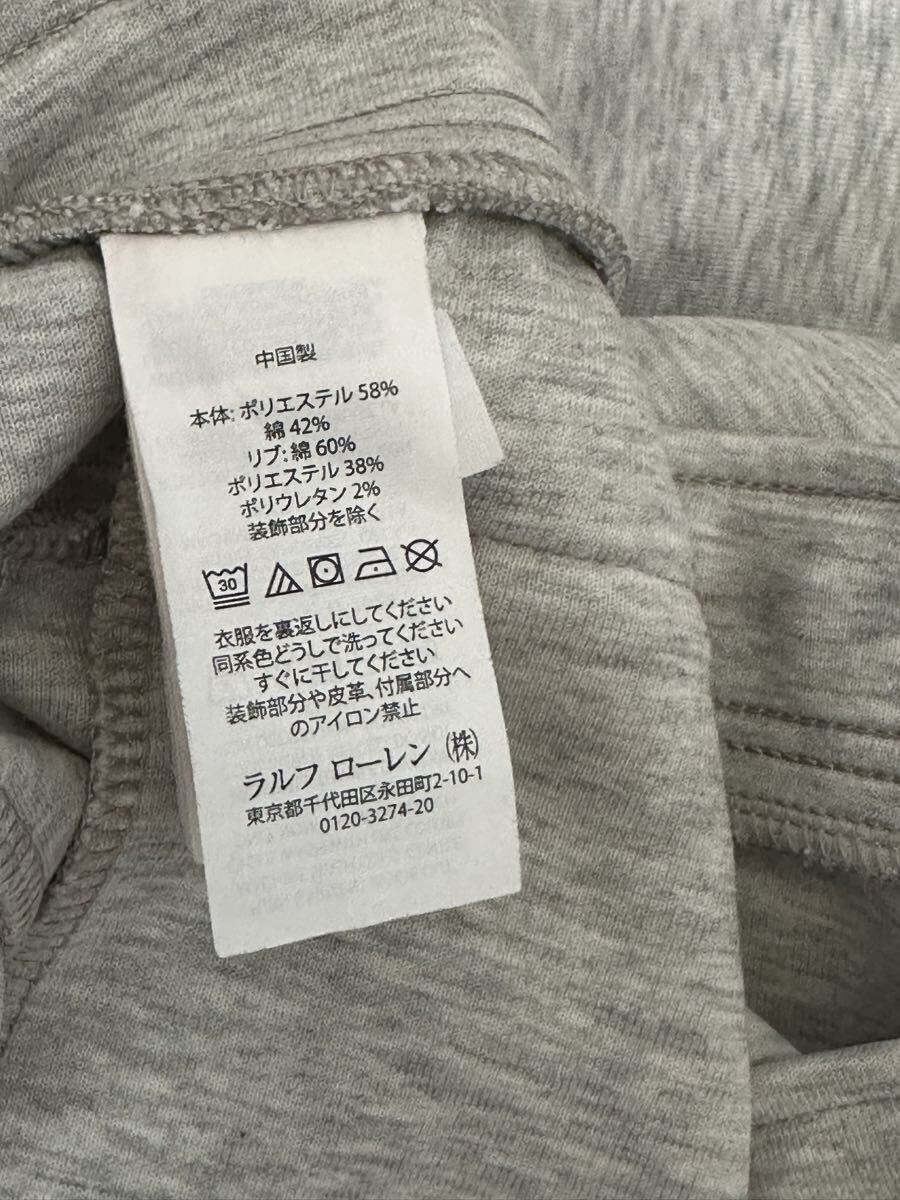 中国製
本体: ポリエステル 58%
綿 42%
リブ: 綿 60%
ポリエステル 38%
ポリウレタン 2%
装飾部分を除く
30
衣服を裏返しにしてください
同系色どうしで洗ってください
すぐに干してください
装飾部分や皮革、付属部分へ
のアイロン禁止
ラルフ ローレン (株)
東京都千代田区永田町2-10-1
0120-3274-20